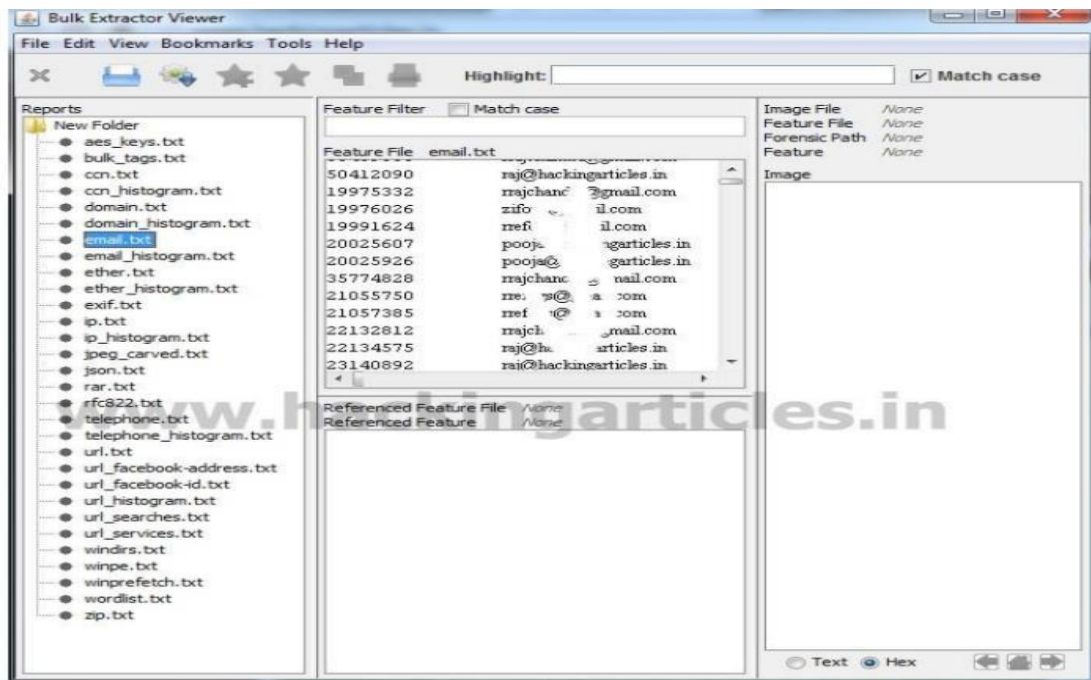 Bulk Extractor Viewer
File Edit View Bookmarks Tools Help
Highlight: Match case
Reports
New Folder
aes_keys.txt
bulk_tags.txt
ccn.txt
ccn_histogram.txt
domain.txt
domain_histogram.txt
email.txt
email_histogram.txt
ether.txt
ether_histogram.txt
exif.txt
ip.txt
ip_histogram.txt
jpeg_carved.txt
json.txt
rar.txt
rfc822.txt
telephone.txt
telephone_histogram.txt
url.txt
url_facebook-address.txt
url_facebook-id.txt
url_histogram.txt
url_searches.txt
url_services.txt
windirs.txt
winpe.txt
winprefetch.txt
wordlist.txt
zip.txt
Feature Filter Match case
Feature File email.txt
50412090 raj@hackingarticles.in
19975332
19976026
19991624
20025607
20025926
35774828
21055750
21057385
22132812
22134575
23140892 raj@hackingarticles.in
Referenced Feature File None
Referenced Feature None
Image File None
Feature File None
Forensic Path None
Feature None
Image
Text Hex
www.hackingarticles.in